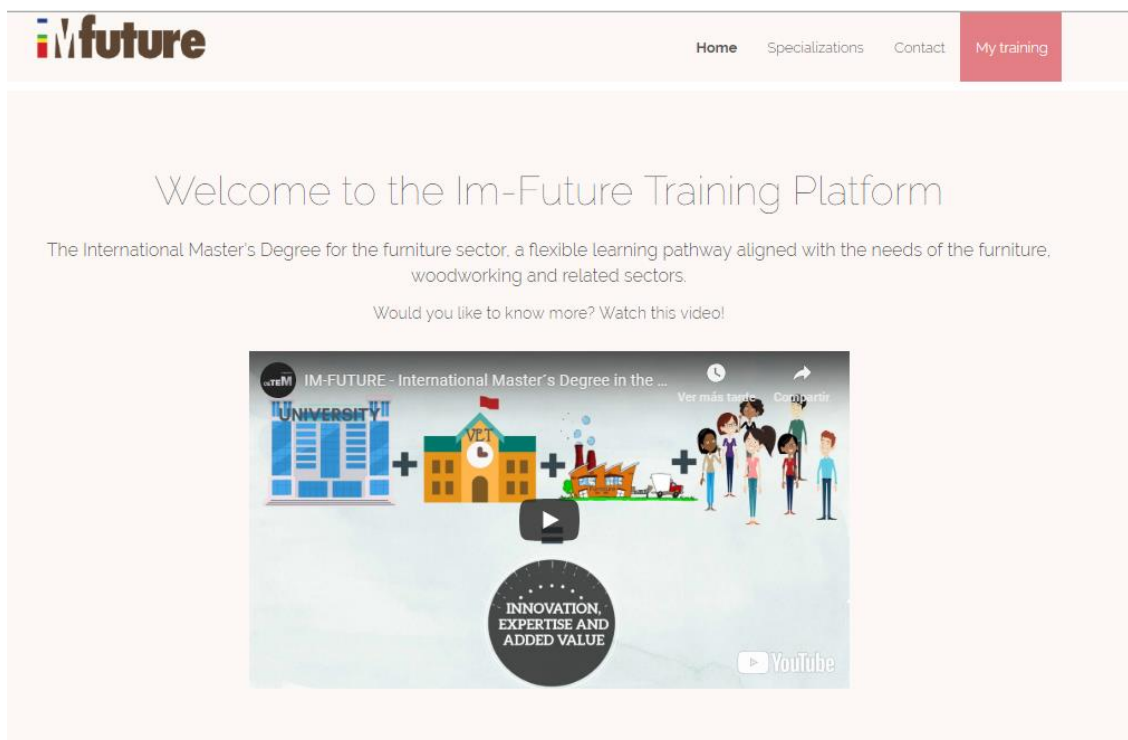 iMfuture
Home Specializations Contact My training
Welcome to the Im-Future Training Platform
The International Master's Degree for the furniture sector, a flexible learning pathway aligned with the needs of the furniture,
woodworking and related sectors.
Would you like to know more? Watch this video!
IM-FUTURE - International Master´s Degree in the ...
Ver más tarde Compartir
UNIVERSITY
VET
INNOVATION,
EXPERTISE AND
ADDED VALUE
YouTube